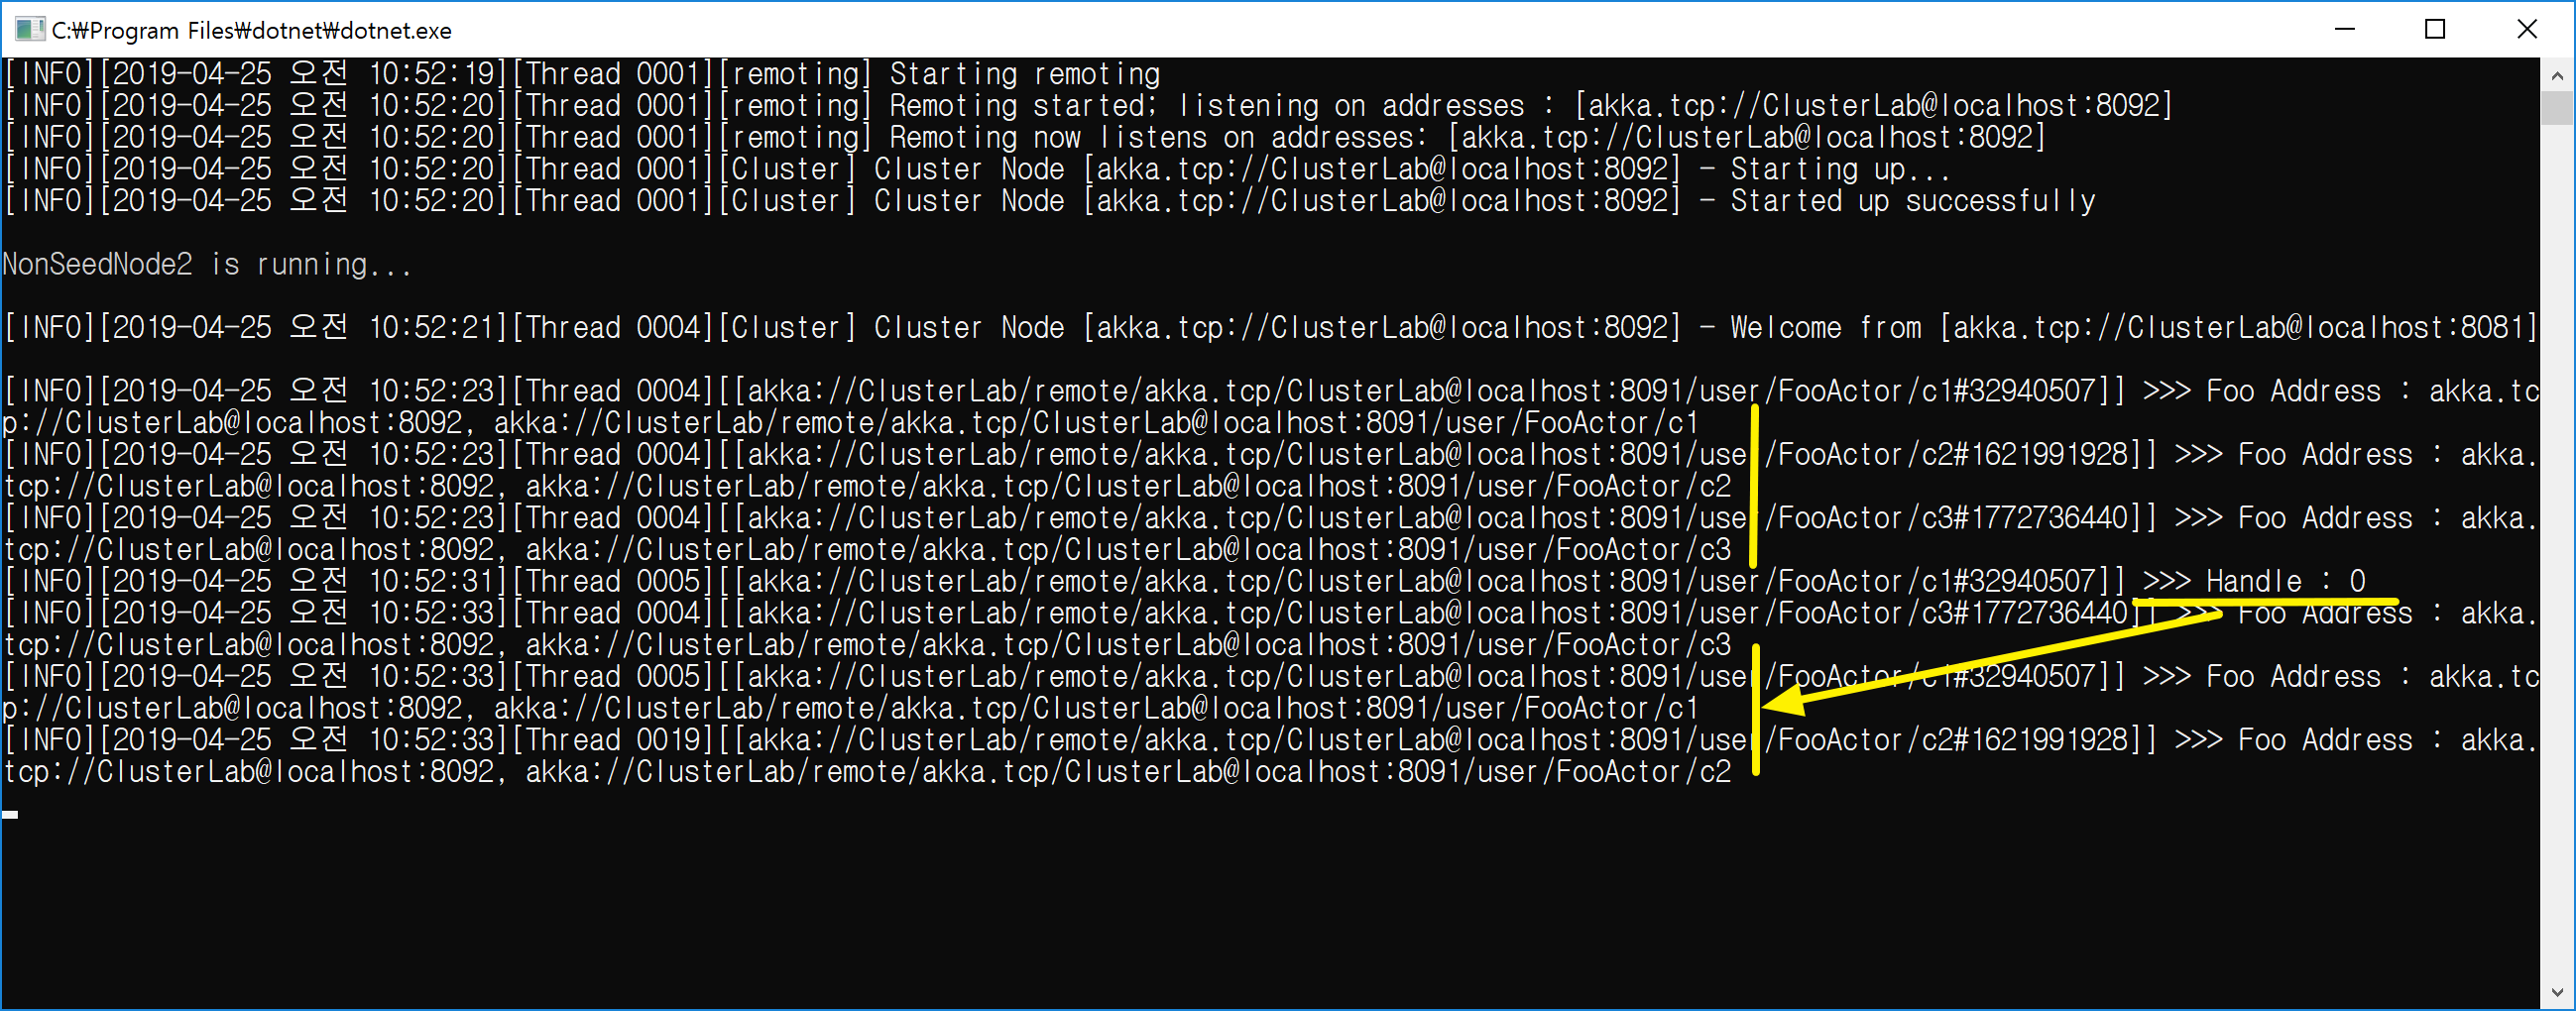 C:₩Program Files₩dotnet₩dotnet.exe
[INFO][2019-04-25 오전 10:52:19][Thread 0001][remoting] Starting remoting
[INFO][2019-04-25 오전 10:52:20][Thread 0001][remoting] Remoting started; listening on addresses : [akka.tcp://ClusterLab@localhost:8092]
[INFO][2019-04-25 오전 10:52:20][Thread 0001][remoting] Remoting now listens on addresses: [akka.tcp://ClusterLab@localhost:8092]
[INFO][2019-04-25 오전 10:52:20][Thread 0001][Cluster] Cluster Node [akka.tcp://ClusterLab@localhost:8092] - Starting up...
[INFO][2019-04-25 오전 10:52:20][Thread 0001][Cluster] Cluster Node [akka.tcp://ClusterLab@localhost:8092] - Started up successfully
NonSeedNode2 is running...
[INFO][2019-04-25 오전 10:52:21][Thread 0004][Cluster] Cluster Node [akka.tcp://ClusterLab@localhost:8092] - Welcome from [akka.tcp://ClusterLab@localhost:8081]
[INFO][2019-04-25 오전 10:52:23][Thread 0004][[akka://ClusterLab/remote/akka.tcp/ClusterLab@localhost:8091/user/FooActor/c1#32940507]] >>> Foo Address : akka.tc
p://ClusterLab@localhost:8092, akka://ClusterLab/remote/akka.tcp/ClusterLab@localhost:8091/user/FooActor/c1
[INFO][2019-04-25 오전 10:52:23][Thread 0004][[akka://ClusterLab/remote/akka.tcp/ClusterLab@localhost:8091/user/FooActor/c2#1621991928]] >>> Foo Address : akka.
tcp://ClusterLab@localhost:8092, akka://ClusterLab/remote/akka.tcp/ClusterLab@localhost:8091/user/FooActor/c2
[INFO][2019-04-25 오전 10:52:23][Thread 0004][[akka://ClusterLab/remote/akka.tcp/ClusterLab@localhost:8091/user/FooActor/c3#1772736440]] >>> Foo Address : akka.
tcp://ClusterLab@localhost:8092, akka://ClusterLab/remote/akka.tcp/ClusterLab@localhost:8091/user/FooActor/c3
[INFO][2019-04-25 오전 10:52:31][Thread 0005][[akka://ClusterLab/remote/akka.tcp/ClusterLab@localhost:8091/user/FooActor/c1#32940507]] >>> Handle : 0
[INFO][2019-04-25 오전 10:52:33][Thread 0004][[akka://ClusterLab/remote/akka.tcp/ClusterLab@localhost:8091/user/FooActor/c3#1772736440]] >>> Foo Address : akka.
tcp://ClusterLab@localhost:8092, akka://ClusterLab/remote/akka.tcp/ClusterLab@localhost:8091/user/FooActor/c3
[INFO][2019-04-25 오전 10:52:33][Thread 0005][[akka://ClusterLab/remote/akka.tcp/ClusterLab@localhost:8091/user/FooActor/c1#32940507]] >>> Foo Address : akka.tc
p://ClusterLab@localhost:8092, akka://ClusterLab/remote/akka.tcp/ClusterLab@localhost:8091/user/FooActor/c1
[INFO][2019-04-25 오전 10:52:33][Thread 0019][[akka://ClusterLab/remote/akka.tcp/ClusterLab@localhost:8091/user/FooActor/c2#1621991928]] >>> Foo Address : akka.
tcp://ClusterLab@localhost:8092, akka://ClusterLab/remote/akka.tcp/ClusterLab@localhost:8091/user/FooActor/c2